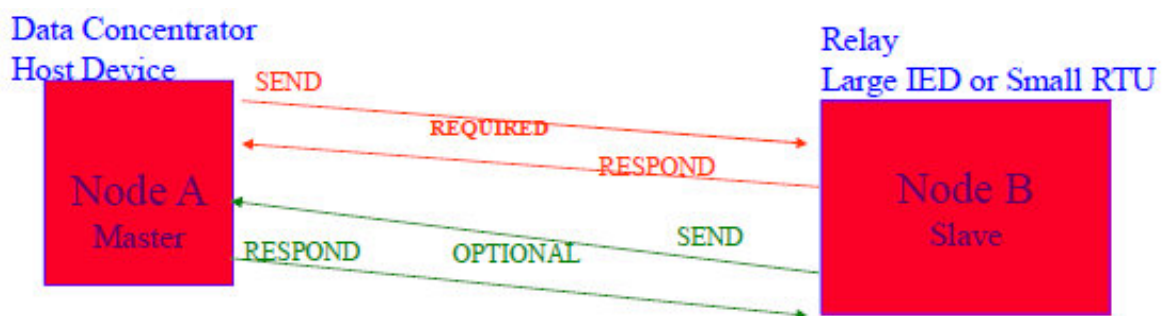 Data Concentrator
Host Device
Relay
Large IED or Small RTU
SEND
REQUIRED
RESPOND
Node A
Master
Node B
Slave
SEND
RESPOND
OPTIONAL